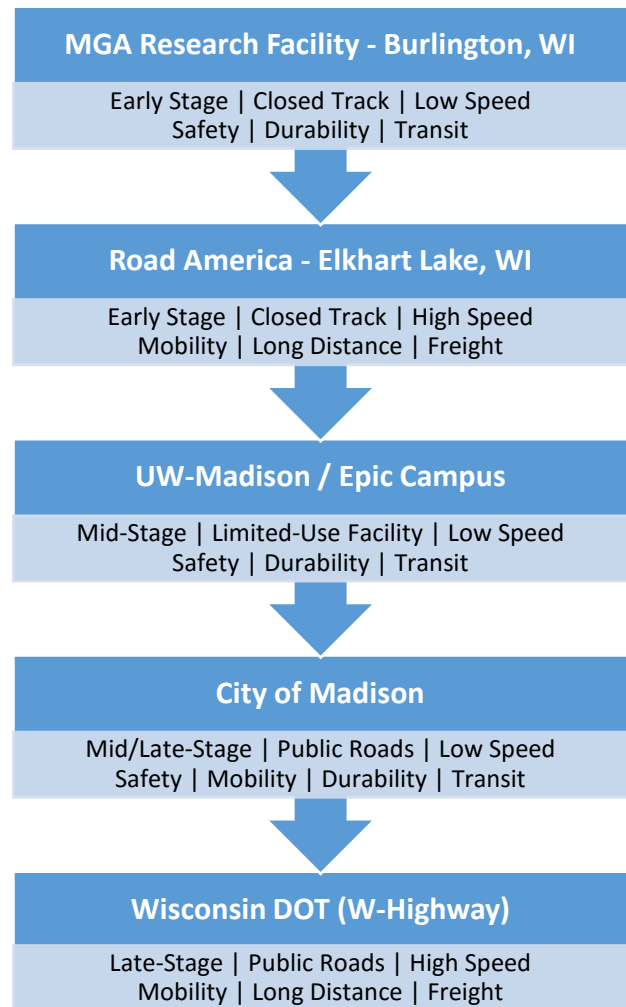 MGA Research Facility - Burlington, WI
Early Stage | Closed Track | Low Speed
Safety | Durability | Transit
Road America - Elkhart Lake, WI
Early Stage | Closed Track | High Speed
Mobility | Long Distance | Freight
UW-Madison / Epic Campus
Mid-Stage | Limited-Use Facility | Low Speed
Safety | Durability | Transit
City of Madison
Mid/Late-Stage | Public Roads | Low Speed
Safety | Mobility | Durability | Transit
Wisconsin DOT (W-Highway)
Late-Stage | Public Roads | High Speed
Mobility | Long Distance | Freight